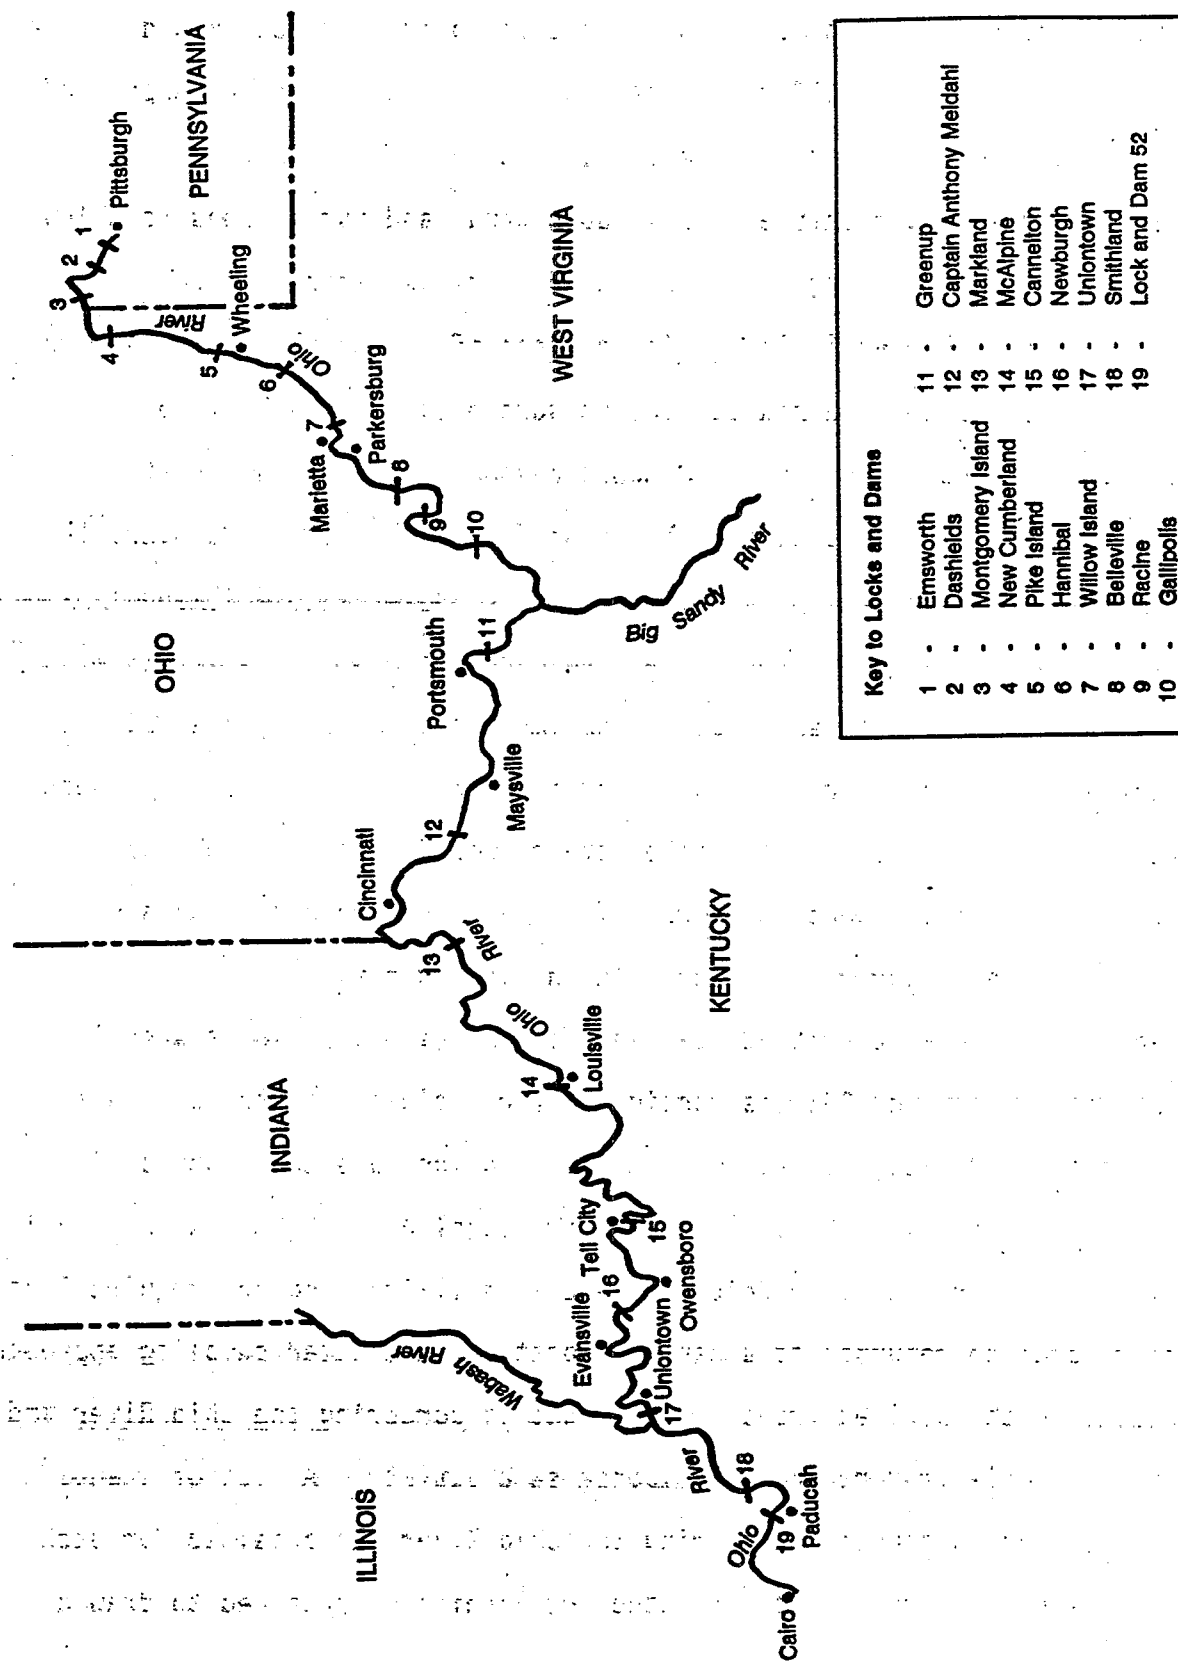 PENNSYLVANIA
Pittsburgh
1
2
3
4
River
Wheeling
5
6
Ohio
WEST VIRGINIA
7
Marietta
Parkersburg
8
9
10
OHIO
Big Sandy River
11
Portsmouth
Maysville
12
Cincinnati
13
Ohio River
KENTUCKY
INDIANA
14
Louisville
Tell City
15
Owensboro
16
Evansville
Uniontown
17
Wabash River
ILLINOIS
Ohio River
18
19
Paducah
Cairo
Key to Locks and Dams
1 - Emsworth
2 - Dashields
3 - Montgomery Island
4 - New Cumberland
5 - Pike Island
6 - Hannibal
7 - Willow Island
8 - Belleville
9 - Racine
10 - Gallipolis
11 - Greenup
12 - Captain Anthony Meldahl
13 - Markland
14 - McAlpine
15 - Cannelton
16 - Newburgh
17 - Uniontown
18 - Smithland
19 - Lock and Dam 52